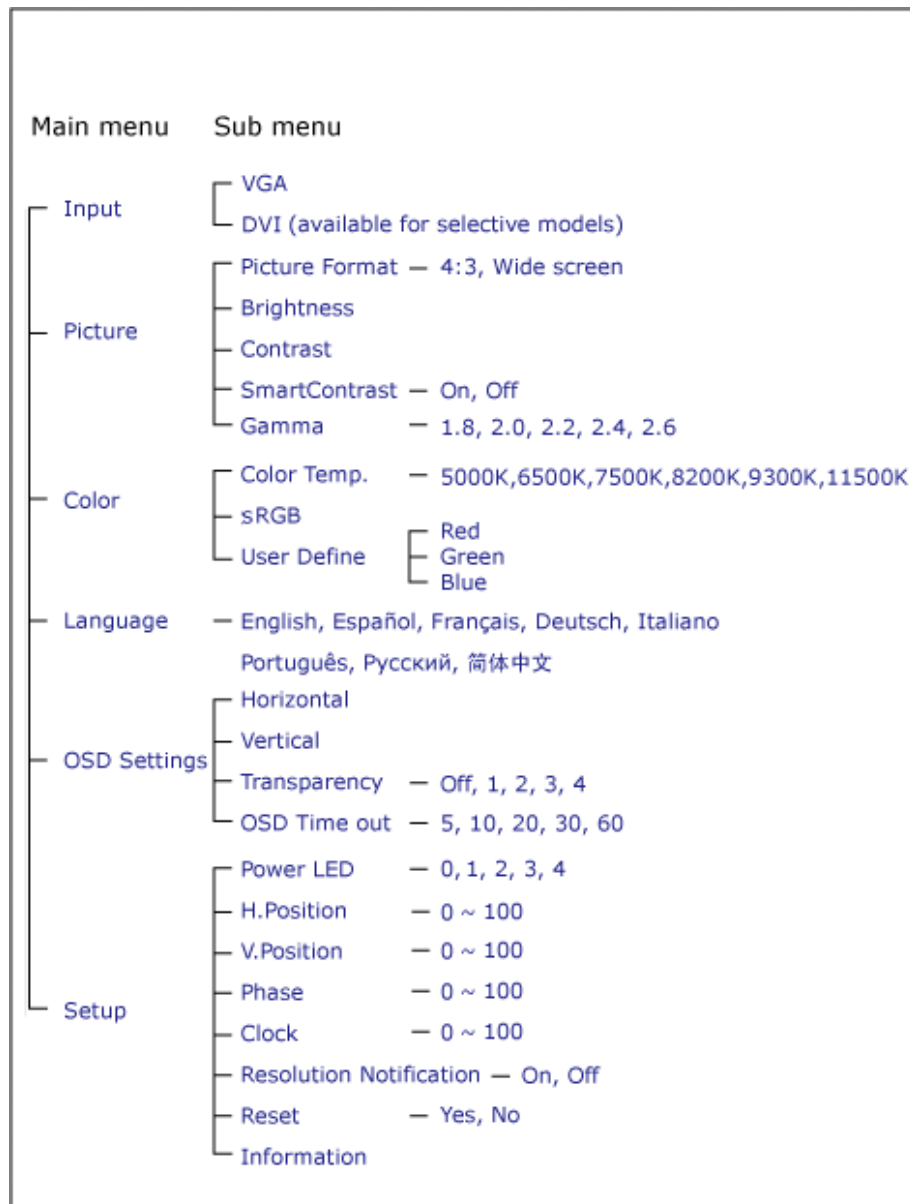 Main menu Sub menu
VGA
Input
DVI (available for selective models)
Picture Format — 4:3, Wide screen
Brightness
Picture
Contrast
SmartContrast — On, Off
Gamma — 1.8, 2.0, 2.2, 2.4, 2.6
Color Temp. — 5000K,6500K,7500K,8200K,9300K,11500K
Color
sRGB
Red
User Define Green
Blue
Language — English, Español, Français, Deutsch, Italiano
Português, Русский, 简体中文
Horizontal
Vertical
OSD Settings
Transparency — Off, 1, 2, 3, 4
OSD Time out — 5, 10, 20, 30, 60
Power LED — 0, 1, 2, 3, 4
H.Position — 0 ~ 100
V.Position — 0 ~ 100
Phase — 0 ~ 100
Setup
Clock — 0 ~ 100
Resolution Notification — On, Off
Reset — Yes, No
Information